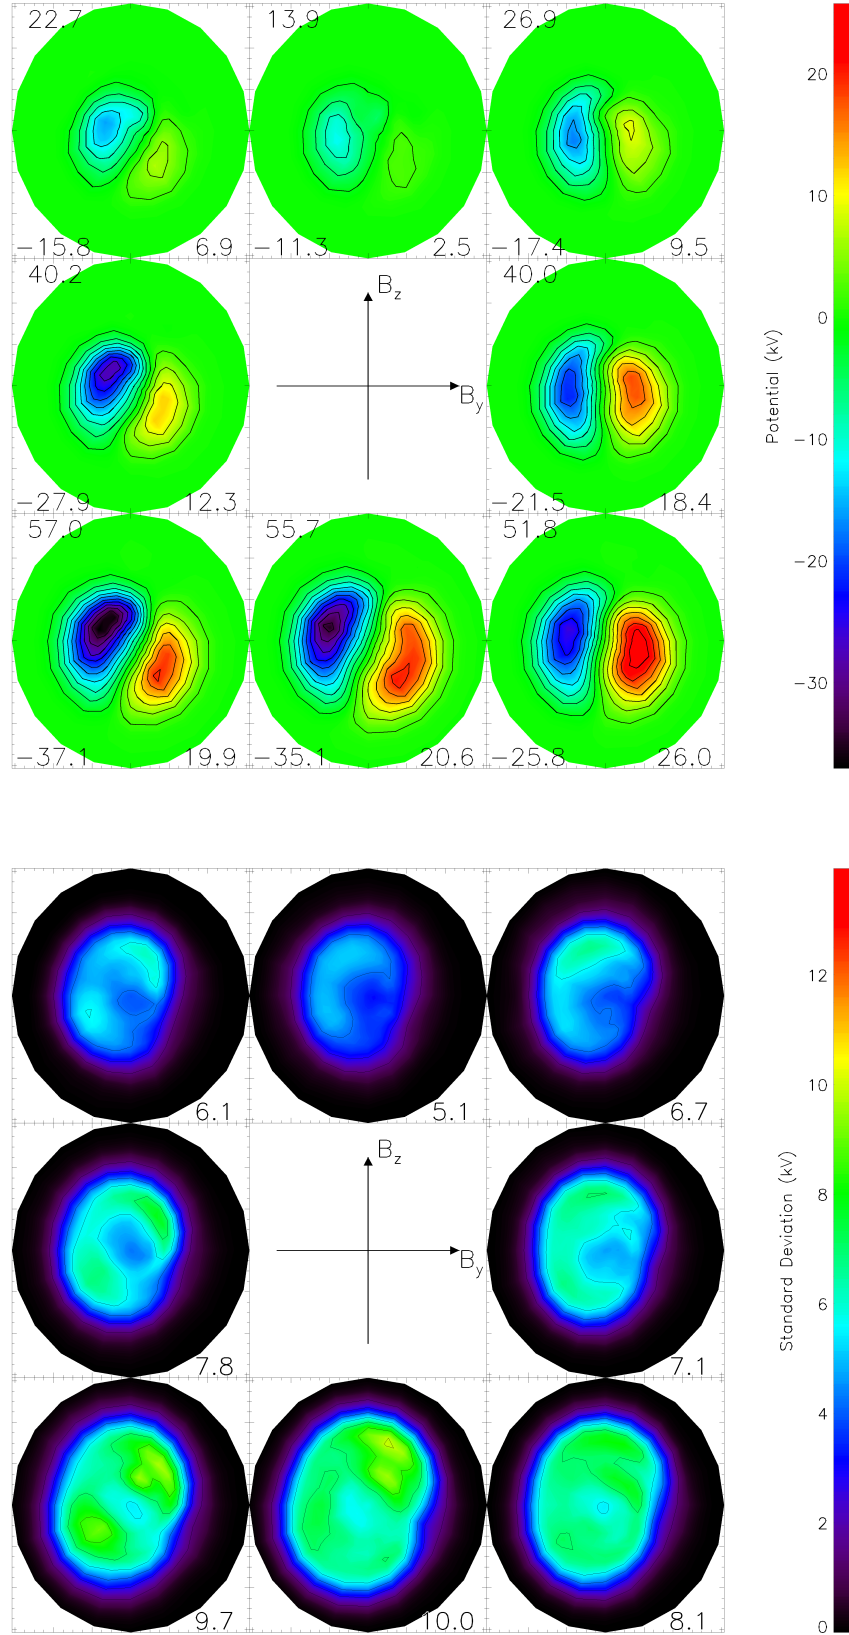 22.7 13.9 26.9
20
10
−15.8 6.9 −11.3 2.5 −17.4 9.5
40.2 B_z 40.0
0
Potential (kV)
B_y
−10
−27.9 12.3 −21.5 18.4
57.0 55.7 51.8
−20
−30
−37.1 19.9 −35.1 20.6 −25.8 26.0
12
10
6.1 5.1 6.7
B_z
8
Standard Deviation (kV)
B_y
6
7.8 7.1
4
2
9.7 10.0 8.1
0